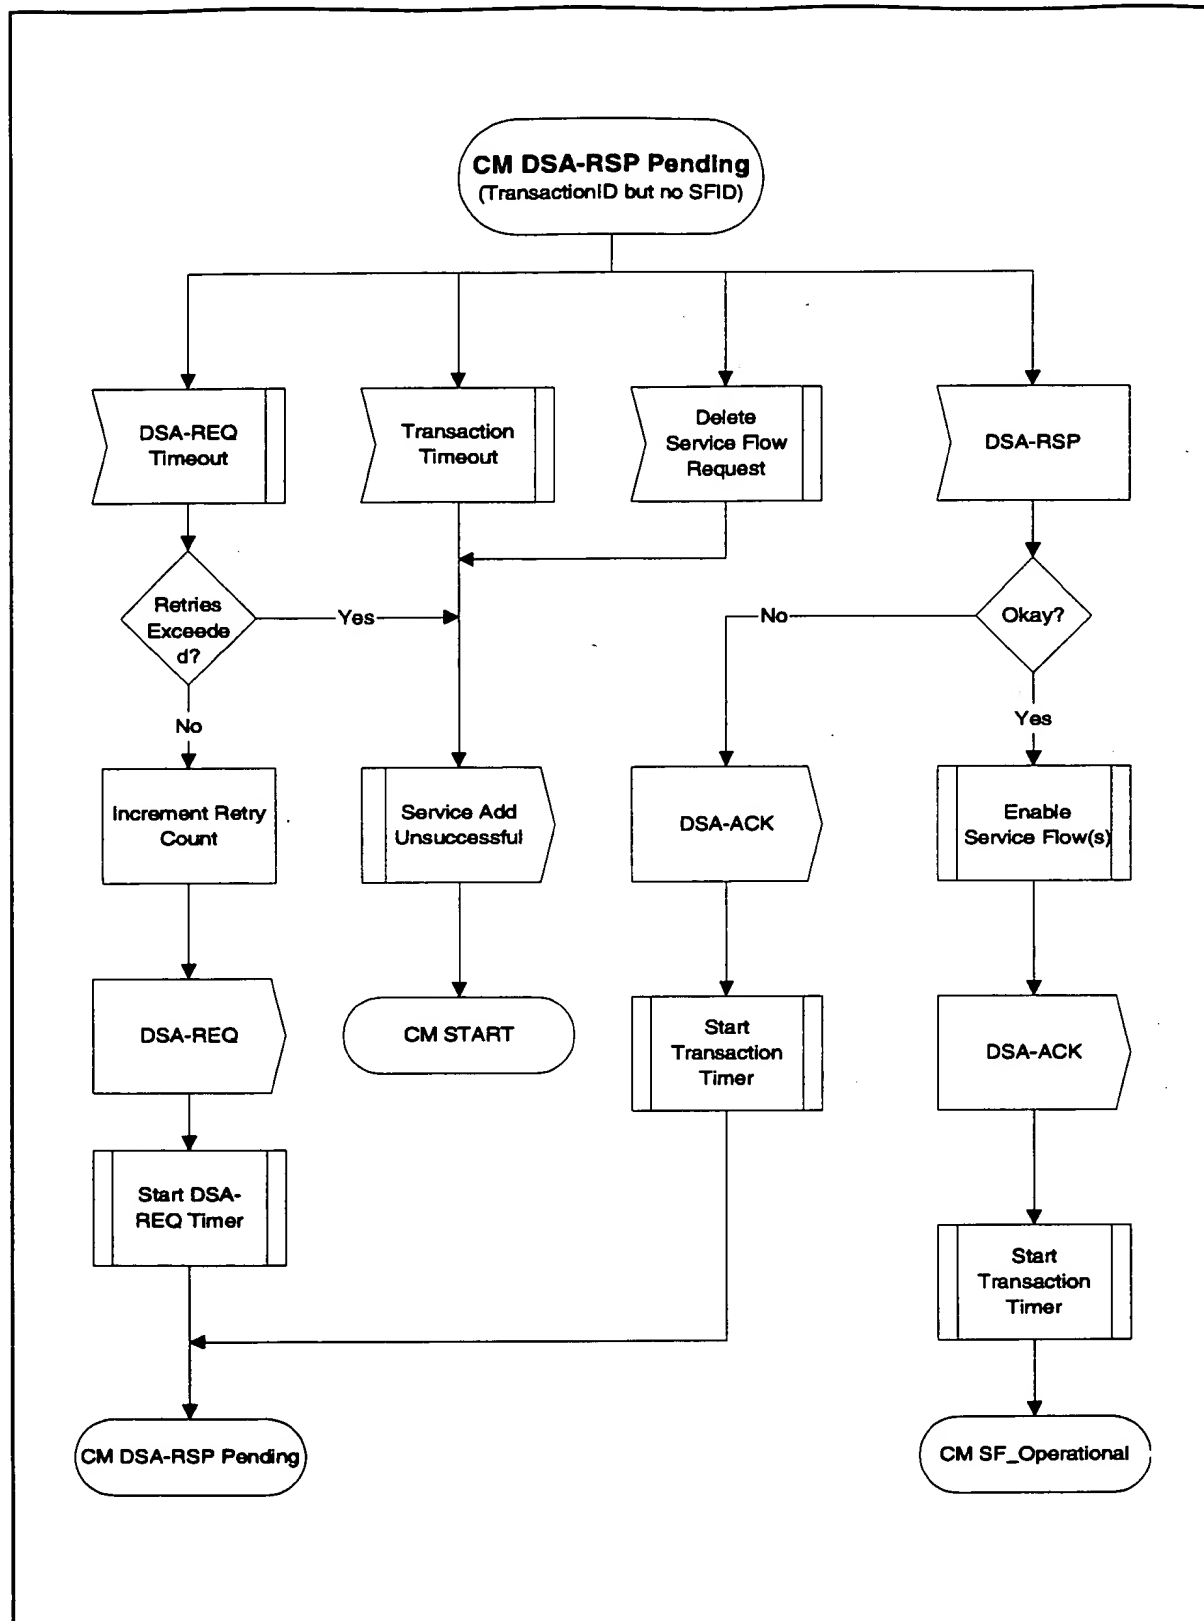 CM DSA-RSP Pending
(TransactionID but no SFID)
DSA-REQ
Timeout
Transaction
Timeout
Delete
Service Flow
Request
DSA-RSP
Retries
Exceede
d?
Yes
No
Okay?
No
Yes
Increment Retry
Count
Service Add
Unsuccessful
DSA-ACK
Enable
Service Flow(s)
DSA-REQ
CM START
Start
Transaction
Timer
DSA-ACK
Start DSA-
REQ Timer
Start
Transaction
Timer
CM DSA-RSP Pending
CM SF_Operational